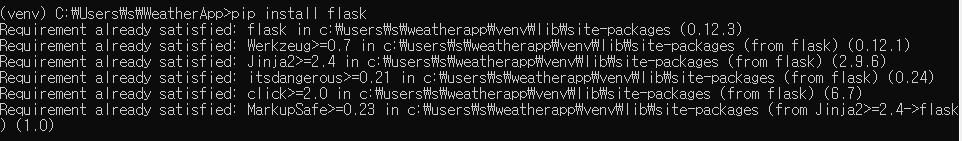 (venv) C:₩Users₩s₩WeatherApp>pip install flask
Requirement already satisfied: flask in c:₩users₩s₩weatherapp₩venv₩lib₩site-packages (0.12.3)
Requirement already satisfied: Werkzeug>=0.7 in c:₩users₩s₩weatherapp₩venv₩lib₩site-packages (from flask) (0.12.1)
Requirement already satisfied: Jinja2>=2.4 in c:₩users₩s₩weatherapp₩venv₩lib₩site-packages (from flask) (2.9.6)
Requirement already satisfied: itsdangerous>=0.21 in c:₩users₩s₩weatherapp₩venv₩lib₩site-packages (from flask) (0.24)
Requirement already satisfied: click>=2.0 in c:₩users₩s₩weatherapp₩venv₩lib₩site-packages (from flask) (6.7)
Requirement already satisfied: MarkupSafe>=0.23 in c:₩users₩s₩weatherapp₩venv₩lib₩site-packages (from Jinja2>=2.4->flask
) (1.0)